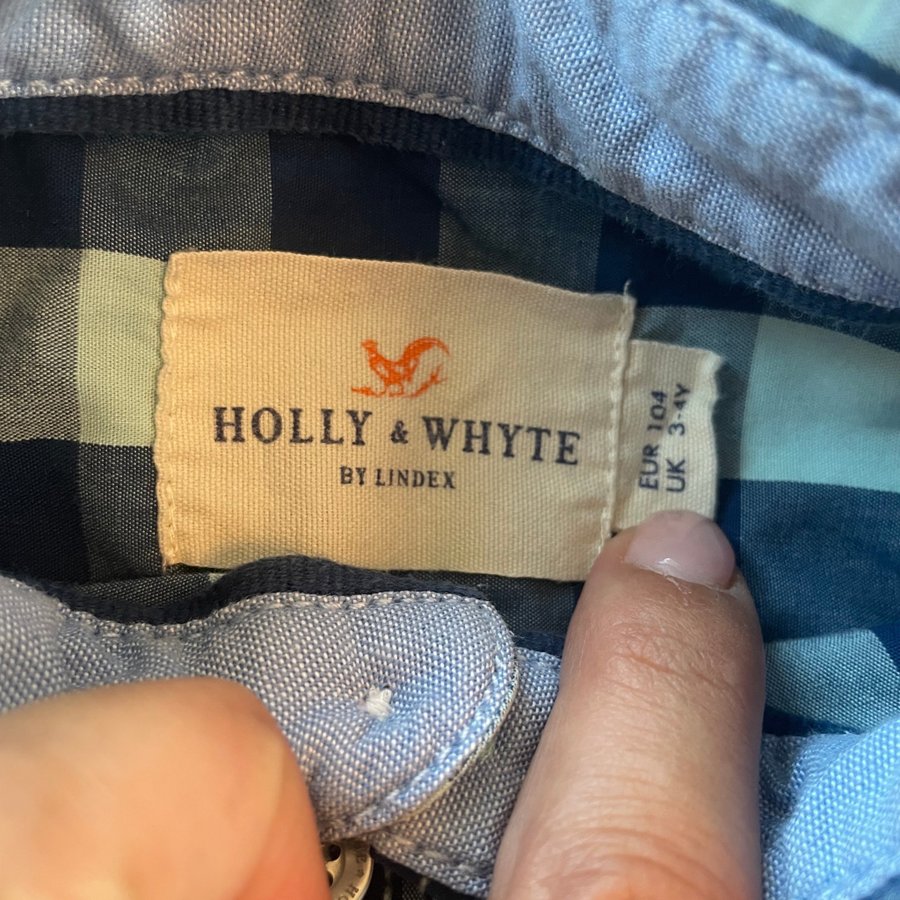 HOLLY & WHYTE
BY LINDEX
EUR 104
UK 3-4Y